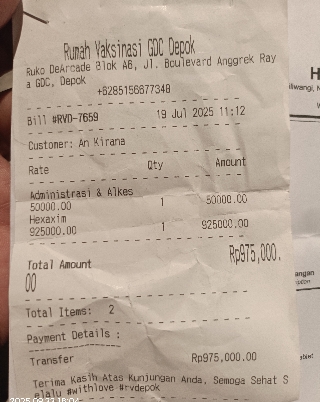 Rumah Vaksinasi GDC Depok
Ruko DeArcade Blok A6, Jl. Boulevard Anggrek Ray
a GDC, Depok
+6285156677348
Bill #RVD-7659 19 Jul 2025 11:12
Customer: An Kirana
Rate Qty Amount
Administrasi & Alkes
50000.00 1 50000.00
Hexaxim
925000.00 1 925000.00
Total Amount Rp975,000.
00
Total Items: 2
Payment Details :
Transfer Rp975,000.00
Terima Kasih Atas Kunjungan Anda, Semoga Sehat S
elalu #withlove #rvdepok
H
angan